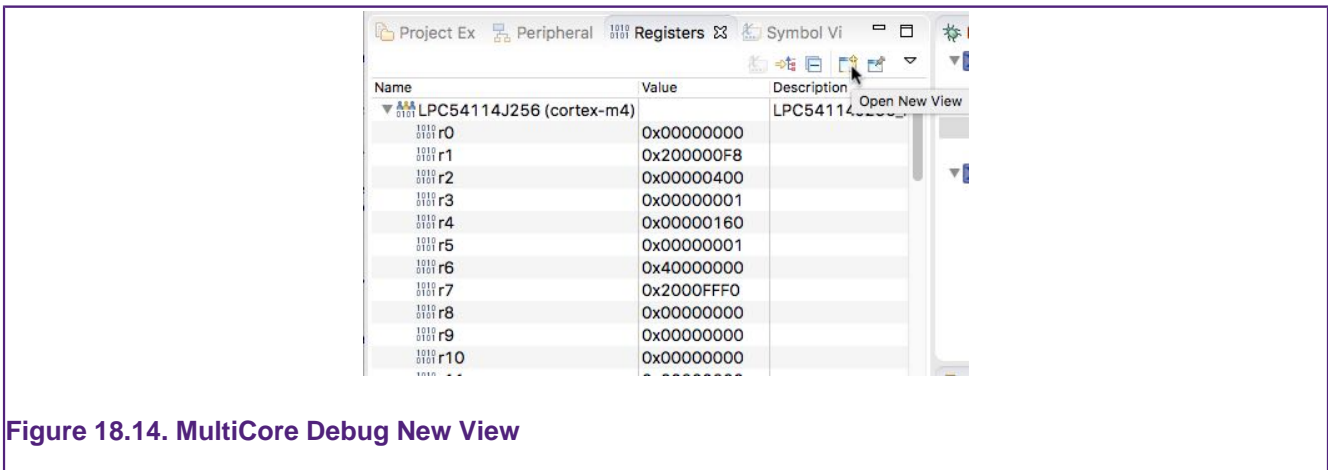 Project Ex Peripheral Registers Symbol Vi
Name Value Description
Open New View
LPC54114J256 (cortex-m4)
r0 0x00000000
r1 0x200000F8
r2 0x00000400
r3 0x00000001
r4 0x00000160
r5 0x00000001
r6 0x40000000
r7 0x2000FFF0
r8 0x00000000
r9 0x00000000
r10 0x00000000
Figure 18.14. MultiCore Debug New View